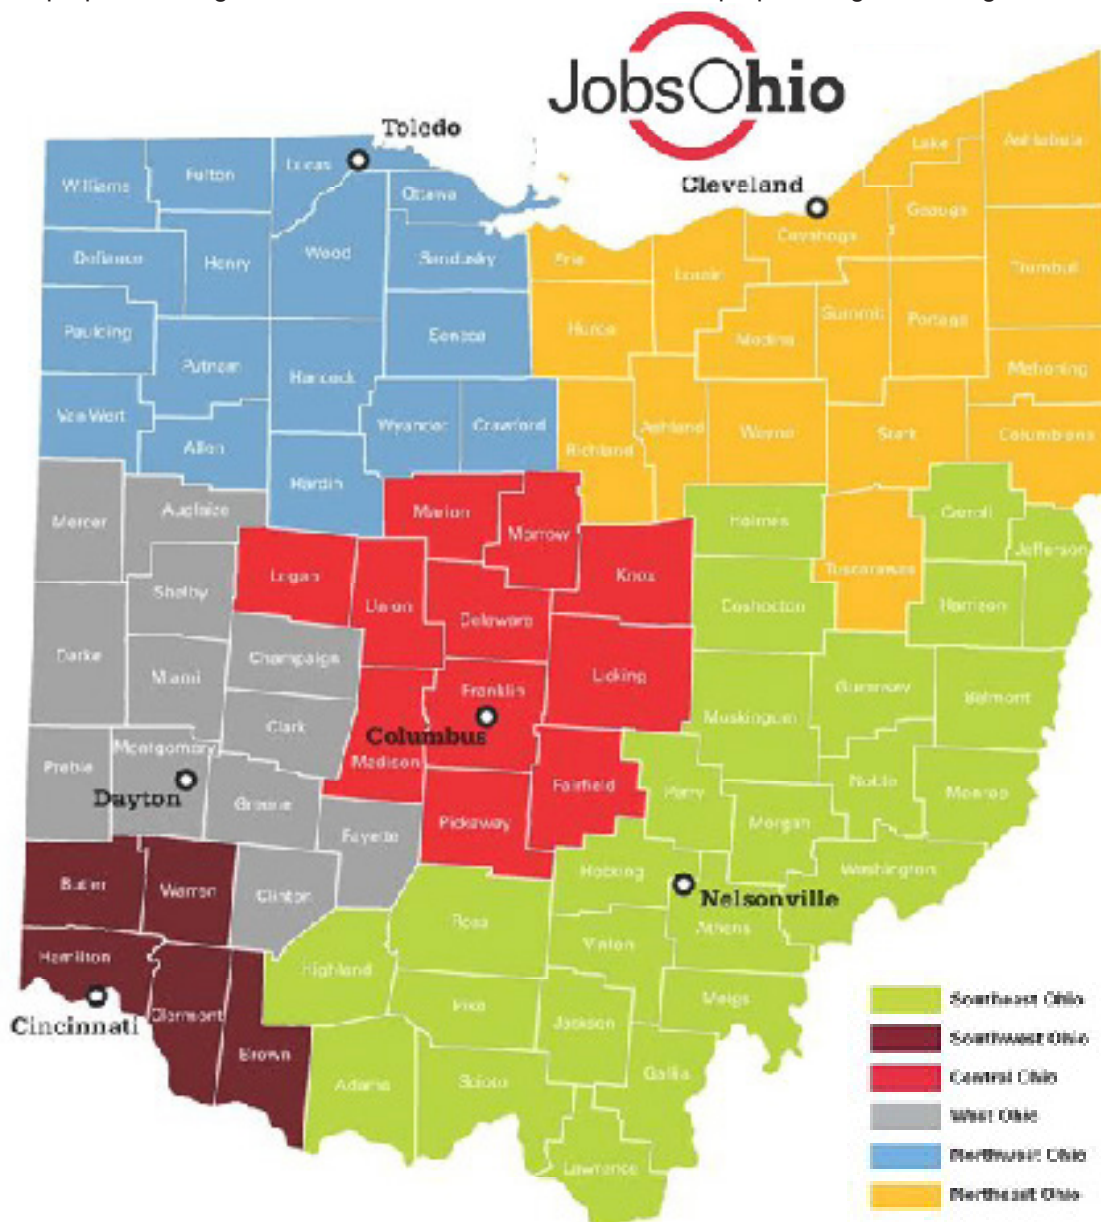 JobsOhio
Toledo
Cleveland
Lake
Ashtabula
Williams
Fulton
Lucas
Ottawa
Geauga
Cuyahoga
Defiance
Henry
Wood
Sandusky
Erie
Lorain
Trumbull
Paulding
Putnam
Hancock
Seneca
Huron
Medina
Summit
Portage
Mahoning
Van Wert
Allen
Wyandot
Crawford
Richland
Ashland
Wayne
Stark
Columbiana
Hardin
Mercer
Auglaize
Marion
Morrow
Holmes
Carroll
Jefferson
Shelby
Logan
Union
Knox
Tuscarawas
Delaware
Coshocton
Harrison
Darke
Miami
Champaign
Licking
Clark
Franklin
Columbus
Muskingum
Guernsey
Belmont
Preble
Montgomery
Dayton
Greene
Madison
Fairfield
Perry
Noble
Monroe
Fayette
Pickaway
Morgan
Washington
Butler
Warren
Clinton
Hocking
Nelsonville
Ross
Vinton
Athens
Hamilton
Highland
Cincinnati
Clermont
Pike
Jackson
Meigs
Brown
Adams
Scioto
Gallia
Lawrence
Southeast Ohio
Southwest Ohio
Central Ohio
West Ohio
Northwest Ohio
Northeast Ohio